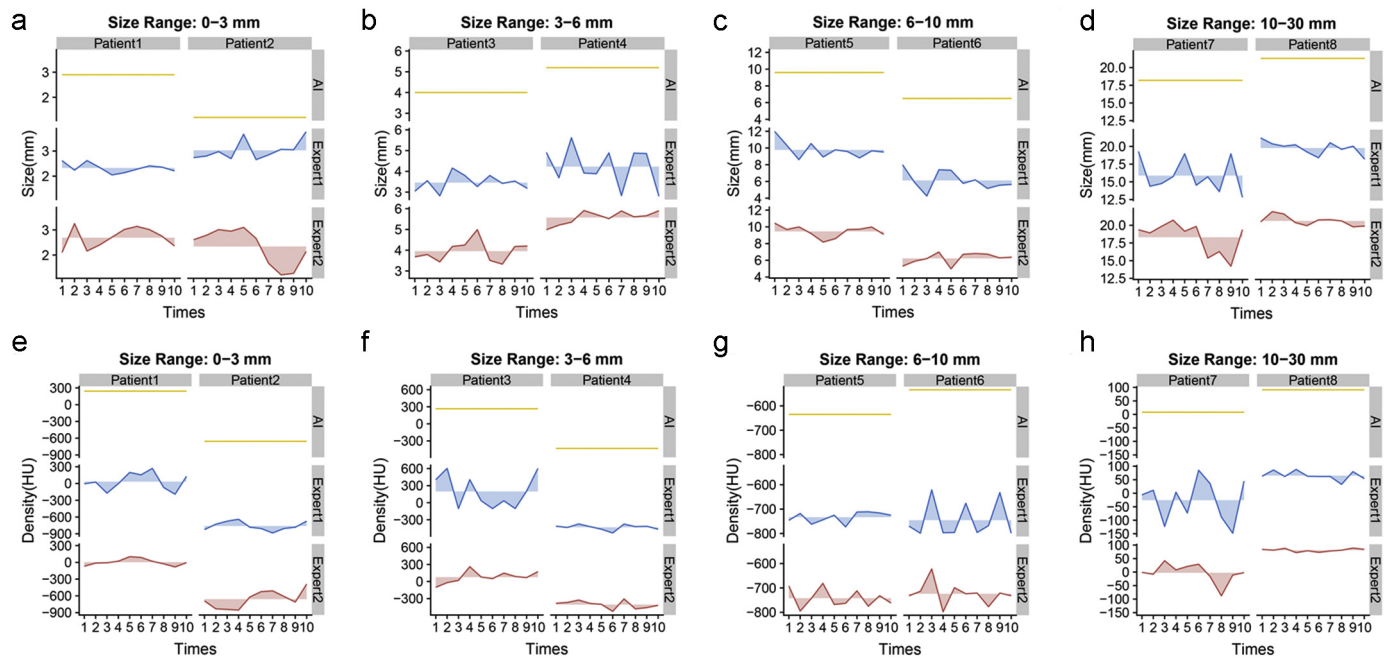 a
Size Range: 0−3 mm
Patient1
Patient2
3
2
AI
3
2
Expert1
3
2
Expert2
Size(mm)
1 2 3 4 5 6 7 8 9 10
1 2 3 4 5 6 7 8 9 10
Times
b
Size Range: 3−6 mm
Patient3
Patient4
6
5
4
3
AI
6
5
4
3
Expert1
6
5
4
3
Expert2
Size(mm)
1 2 3 4 5 6 7 8 9 10
1 2 3 4 5 6 7 8 9 10
Times
c
Size Range: 6−10 mm
Patient5
Patient6
12
10
8
6
4
AI
12
10
8
6
4
Expert1
12
10
8
6
4
Expert2
Size(mm)
1 2 3 4 5 6 7 8 9 10
1 2 3 4 5 6 7 8 9 10
Times
d
Size Range: 10−30 mm
Patient7
Patient8
20.0
17.5
15.0
12.5
AI
20.0
17.5
15.0
12.5
Expert1
20.0
17.5
15.0
12.5
Expert2
Size(mm)
1 2 3 4 5 6 7 8 9 10
1 2 3 4 5 6 7 8 9 10
Times
e
Size Range: 0−3 mm
Patient1
Patient2
300
0
−300
−600
−900
AI
300
0
−300
−600
−900
Expert1
300
0
−300
−600
−900
Expert2
Density(HU)
1 2 3 4 5 6 7 8 9 10
1 2 3 4 5 6 7 8 9 10
Times
f
Size Range: 3−6 mm
Patient3
Patient4
600
300
0
−300
AI
600
300
0
−300
Expert1
600
300
0
−300
Expert2
Density(HU)
1 2 3 4 5 6 7 8 9 10
1 2 3 4 5 6 7 8 9 10
Times
g
Size Range: 6−10 mm
Patient5
Patient6
−600
−700
−800
AI
−600
−700
−800
Expert1
−600
−700
−800
Expert2
Density(HU)
1 2 3 4 5 6 7 8 9 10
1 2 3 4 5 6 7 8 9 10
Times
h
Size Range: 10−30 mm
Patient7
Patient8
100
50
0
−50
−100
−150
AI
100
50
0
−50
−100
−150
Expert1
100
50
0
−50
−100
−150
Expert2
Density(HU)
1 2 3 4 5 6 7 8 9 10
1 2 3 4 5 6 7 8 9 10
Times